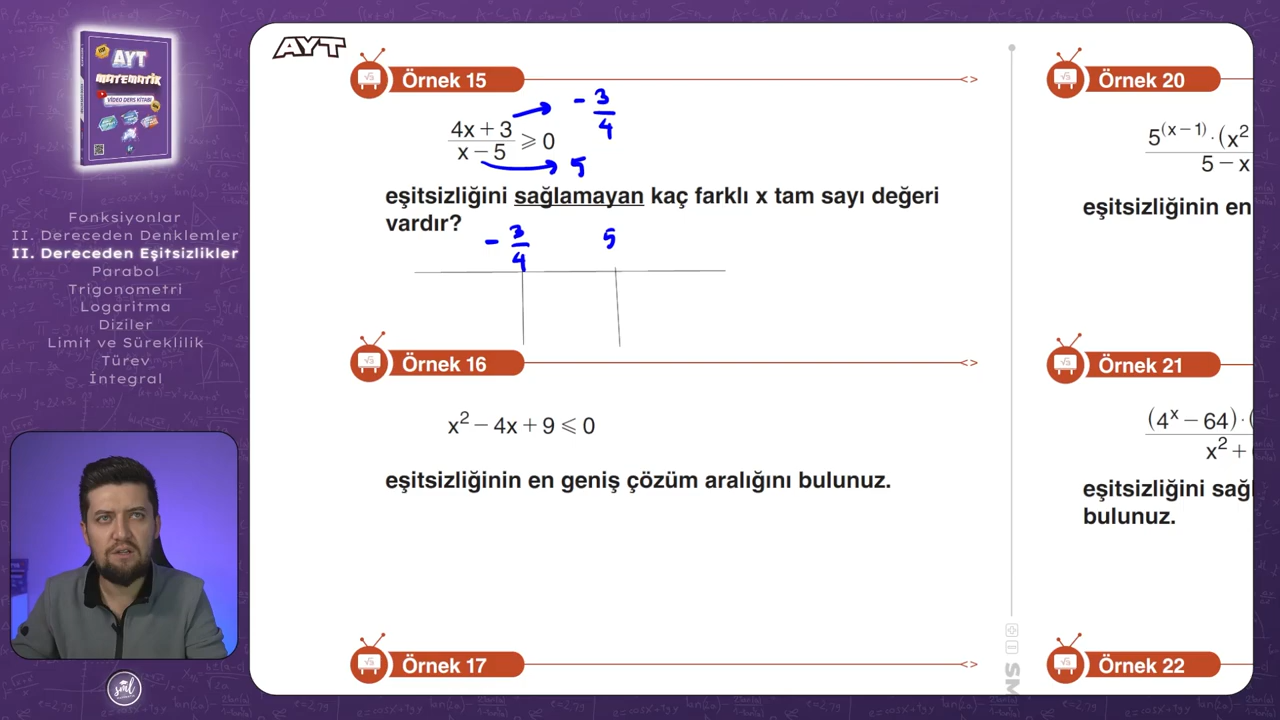 AYT
MATEMATİK
VİDEO DERS KİTABI
Fonksiyonlar
II. Dereceden Denklemler
II. Dereceden Eşitsizlikler
Parabol
Trigonometri
Logaritma
Diziler
Limit ve Süreklilik
Türev
İntegral
sml
AYT
Örnek 15
(4x + 3)/(x − 5) ⩾ 0
− 3/4
5
eşitsizliğini sağlamayan kaç farklı x tam sayı değeri
vardır?
− 3/4 5
Örnek 16
x² − 4x + 9 ⩽ 0
eşitsizliğinin en geniş çözüm aralığını bulunuz.
Örnek 17
SM
Örnek 20
5^(x−1) · (x²
5 − x
eşitsizliğinin en
Örnek 21
(4^x − 64) · (
x² +
eşitsizliğini sağl
bulunuz.
Örnek 22